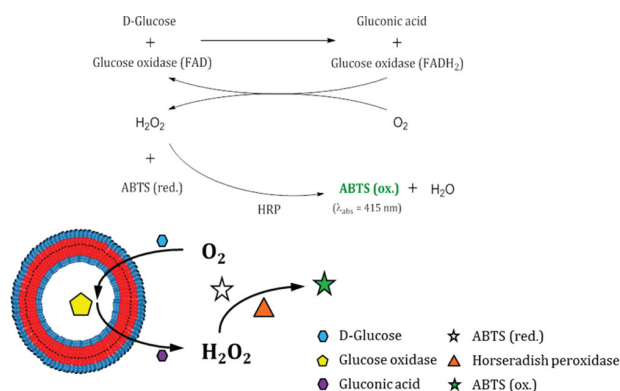 D-Glucose Gluconic acid
+ +
Glucose oxidase (FAD) Glucose oxidase (FADH₂)
H₂O₂ O₂
+
ABTS (red.) ABTS (ox.) + H₂O
HRP (λabs = 415 nm)
O₂
H₂O₂
D-Glucose ABTS (red.)
Glucose oxidase Horseradish peroxidase
Gluconic acid ABTS (ox.)